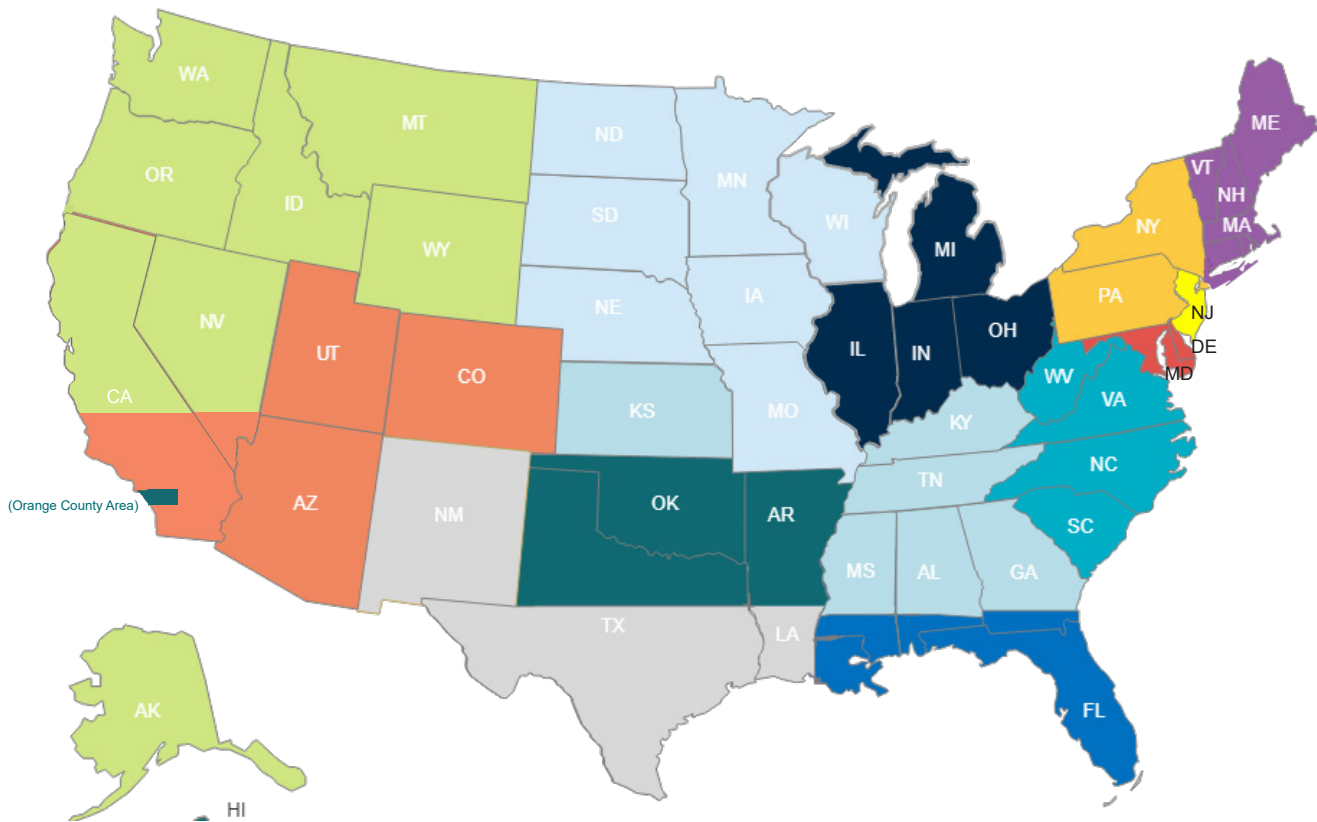 WA
MT
ND
MN
ME
VT
OR
ID
SD
WI
NH
MA
NY
WY
MI
PA
NE
IA
NV
NJ
UT
IL
IN
OH
DE
CO
WV
MD
CA
KS
MO
KY
VA
NC
TN
(Orange County Area)
AZ
NM
OK
AR
SC
MS
AL
GA
TX
LA
AK
FL
HI